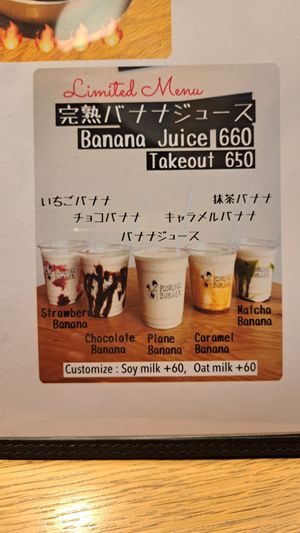 Limited Menu
完熟バナナジュース
Banana Juice 660
Takeout 650
いちごバナナ
抹茶バナナ
チョコバナナ
キャラメルバナナ
バナナジュース
Strawberry Banana
Matcha Banana
Chocolate Banana
Plane Banana
Caramel Banana
Customize : Soy milk +60, Oat milk +60